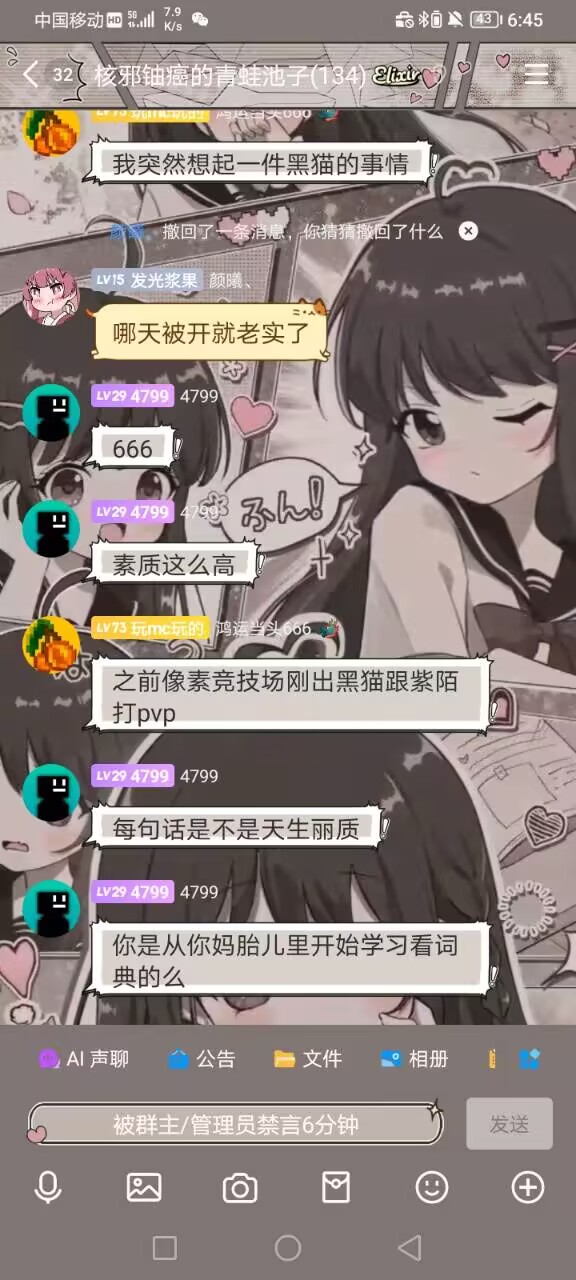 中国移动 HD 5G 7.9 K/s 43 6:45
32 核邪铀癌的青蛙池子(134) Elixir
LV73 玩mc玩的 鸿运当头666
我突然想起一件黑猫的事情
颜曦、 撤回了一条消息，你猜猜撤回了什么
LV15 发光浆果 颜曦、
哪天被开就老实了
LV29 4799 4799
666
LV29 4799 4799
素质这么高
ふん!
LV73 玩mc玩的 鸿运当头666
之前像素竞技场刚出黑猫跟紫陌
打pvp
LV29 4799 4799
每句话是不是天生丽质
LV29 4799 4799
你是从你妈胎儿里开始学习看词
典的么
AI 声聊 公告 文件 相册
被群主/管理员禁言6分钟 发送